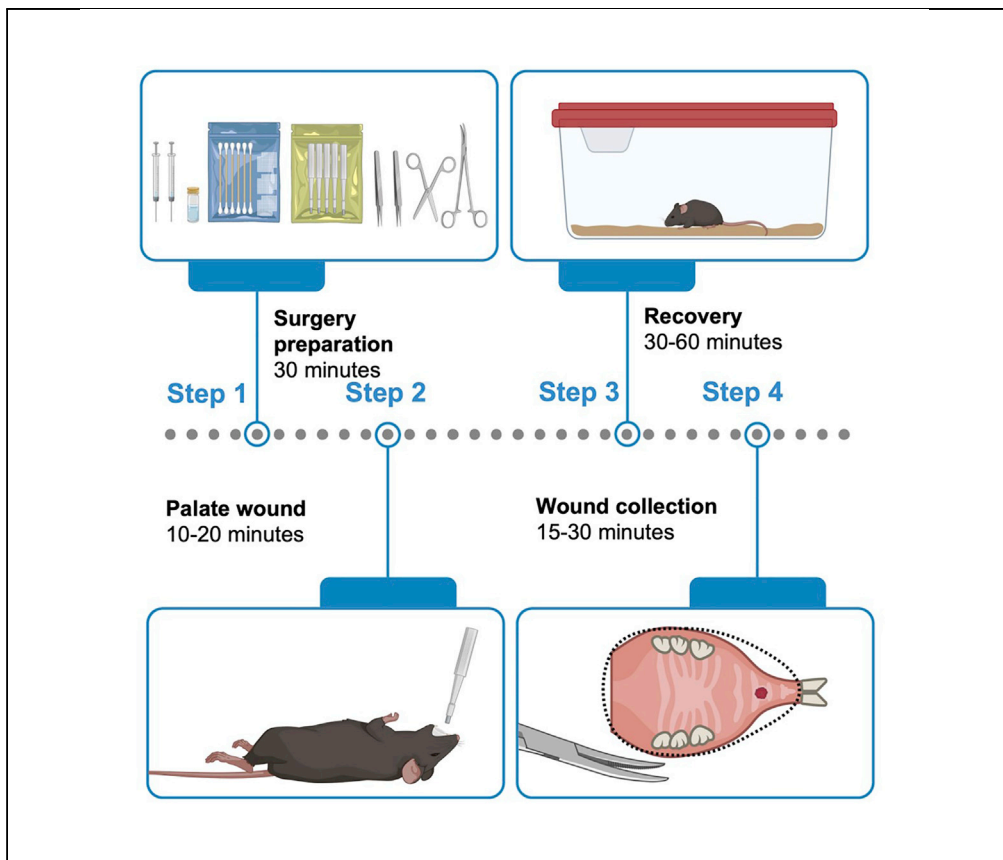 Surgery
preparation
30 minutes
Recovery
30-60 minutes
Step 1
Step 2
Step 3
Step 4
Palate wound
10-20 minutes
Wound collection
15-30 minutes